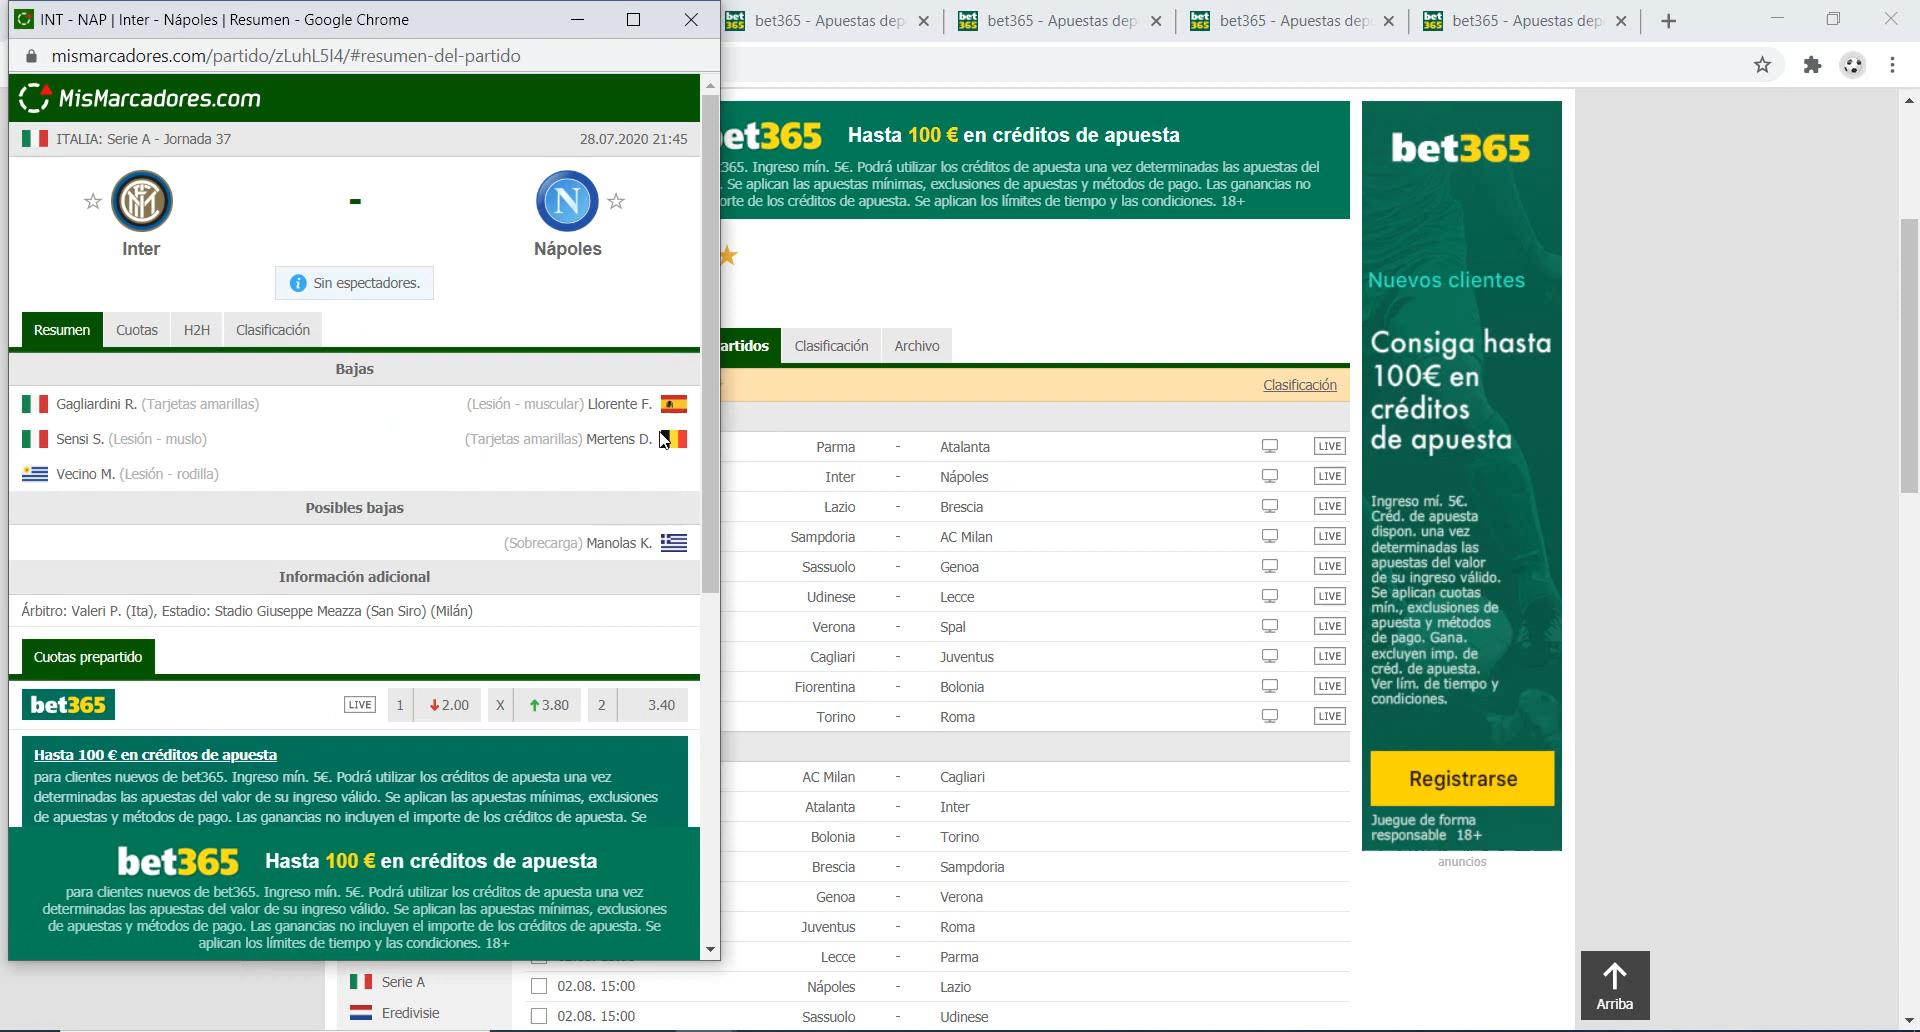 INT - NAP | Inter - Nápoles | Resumen - Google Chrome
bet365 - Apuestas dep
bet365 - Apuestas dep
bet365 - Apuestas dep
bet365 - Apuestas dep
mismarcadores.com/partido/zLuhL5I4/#resumen-del-partido
MisMarcadores.com
ITALIA: Serie A - Jornada 37
28.07.2020 21:45
Inter
-
N
Nápoles
Sin espectadores.
Resumen
Cuotas
H2H
Clasificación
Bajas
Gagliardini R. (Tarjetas amarillas)
(Lesión - muscular) Llorente F.
Sensi S. (Lesión - muslo)
(Tarjetas amarillas) Mertens D.
Vecino M. (Lesión - rodilla)
Posibles bajas
(Sobrecarga) Manolas K.
Información adicional
Árbitro: Valeri P. (Ita), Estadio: Stadio Giuseppe Meazza (San Siro) (Milán)
Cuotas prepartido
bet365
LIVE
1 2.00
X 3.80
2 3.40
Hasta 100 € en créditos de apuesta
para clientes nuevos de bet365. Ingreso mín. 5€. Podrá utilizar los créditos de apuesta una vez
determinadas las apuestas del valor de su ingreso válido. Se aplican las apuestas mínimas, exclusiones
de apuestas y métodos de pago. Las ganancias no incluyen el importe de los créditos de apuesta. Se
bet365 Hasta 100 € en créditos de apuesta
para clientes nuevos de bet365. Ingreso mín. 5€. Podrá utilizar los créditos de apuesta una vez
determinadas las apuestas del valor de su ingreso válido. Se aplican las apuestas mínimas, exclusiones
de apuestas y métodos de pago. Las ganancias no incluyen el importe de los créditos de apuesta. Se
aplican los límites de tiempo y las condiciones. 18+
et365 Hasta 100 € en créditos de apuesta
365. Ingreso mín. 5€. Podrá utilizar los créditos de apuesta una vez determinadas las apuestas del
. Se aplican las apuestas mínimas, exclusiones de apuestas y métodos de pago. Las ganancias no
orte de los créditos de apuesta. Se aplican los límites de tiempo y las condiciones. 18+
artidos
Clasificación
Archivo
Clasificación
Parma - Atalanta LIVE
Inter - Nápoles LIVE
Lazio - Brescia LIVE
Sampdoria - AC Milan LIVE
Sassuolo - Genoa LIVE
Udinese - Lecce LIVE
Verona - Spal LIVE
Cagliari - Juventus LIVE
Fiorentina - Bolonia LIVE
Torino - Roma LIVE
AC Milan - Cagliari
Atalanta - Inter
Bolonia - Torino
Brescia - Sampdoria
Genoa - Verona
Juventus - Roma
Lecce - Parma
02.08. 15:00 Nápoles - Lazio
02.08. 15:00 Sassuolo - Udinese
Serie A
Eredivisie
bet365
Nuevos clientes
Consiga hasta
100€ en
créditos
de apuesta
Ingreso mí. 5€.
Créd. de apuesta
dispon. una vez
determinadas las
apuestas del valor
de su ingreso válido.
Se aplican cuotas
mín., exclusiones de
apuesta y métodos
de pago. Gana.
excluyen imp. de
créd. de apuesta.
Ver lím. de tiempo y
condiciones.
Registrarse
Juegue de forma
responsable 18+
anuncios
Arriba